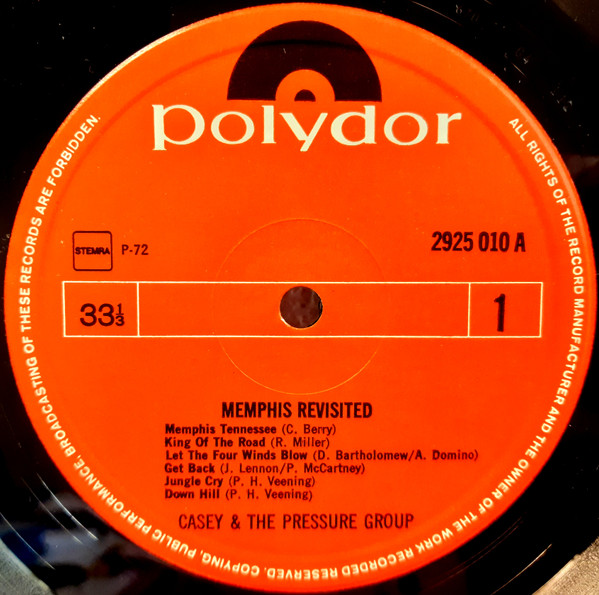 polydor
ALL RIGHTS OF THE RECORD MANUFACTURER AND THE OWNER OF THE WORK RECORDED RESERVED. COPYING, PUBLIC PERFORMANCE, BROADCASTING OF THESE RECORDS ARE FORBIDDEN.
STEMRA P-72
2925 010 A
33⅓
1
MEMPHIS REVISITED
Memphis Tennessee (C. Berry)
King Of The Road (R. Miller)
Let The Four Winds Blow (D. Bartholomew/A. Domino)
Get Back (J. Lennon/P. McCartney)
Jungle Cry (P. H. Veening)
Down Hill (P. H. Veening)
CASEY & THE PRESSURE GROUP